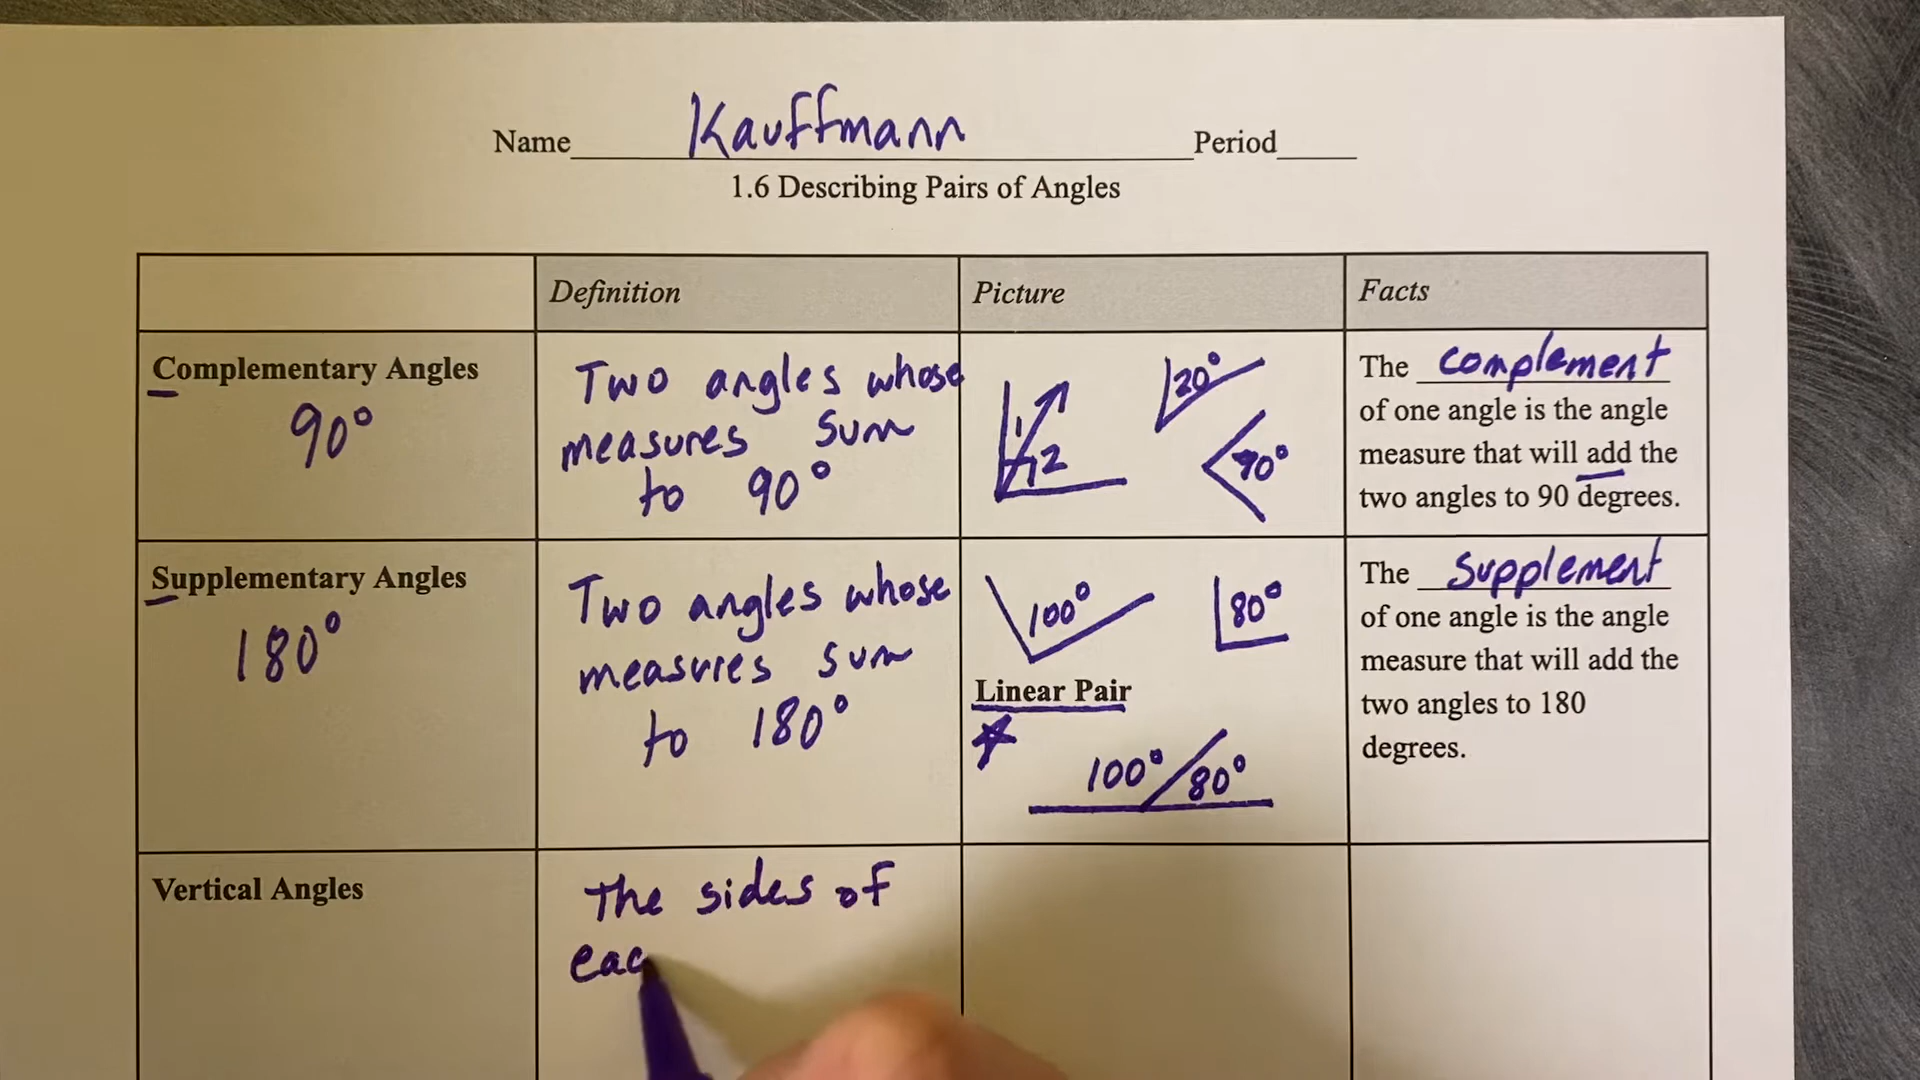 Name Kauffmann Period
1.6 Describing Pairs of Angles
Definition Picture Facts
Complementary Angles
90°
Two angles whose
measures sum
to 90°
1
2
20°
70°
The complement
of one angle is the angle
measure that will add the
two angles to 90 degrees.
Supplementary Angles
180°
Two angles whose
measures sum
to 180°
100° 80°
Linear Pair
100° 80°
The supplement
of one angle is the angle
measure that will add the
two angles to 180
degrees.
Vertical Angles
The sides of
eac